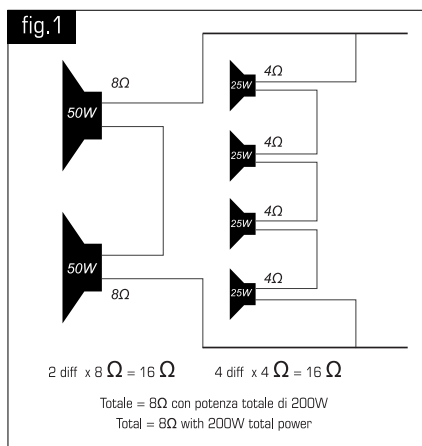 fig.1
8Ω
50W
4Ω
25W
4Ω
25W
4Ω
25W
50W
8Ω
4Ω
25W
2 diff x 8 Ω = 16 Ω
4 diff x 4 Ω = 16 Ω
Totale = 8Ω con potenza totale di 200W
Total = 8Ω with 200W total power